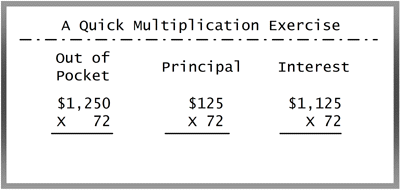 A Quick Multiplication Exercise
Out of
Pocket Principal Interest
$1,250 $125 $1,125
X 72 X 72 X 72